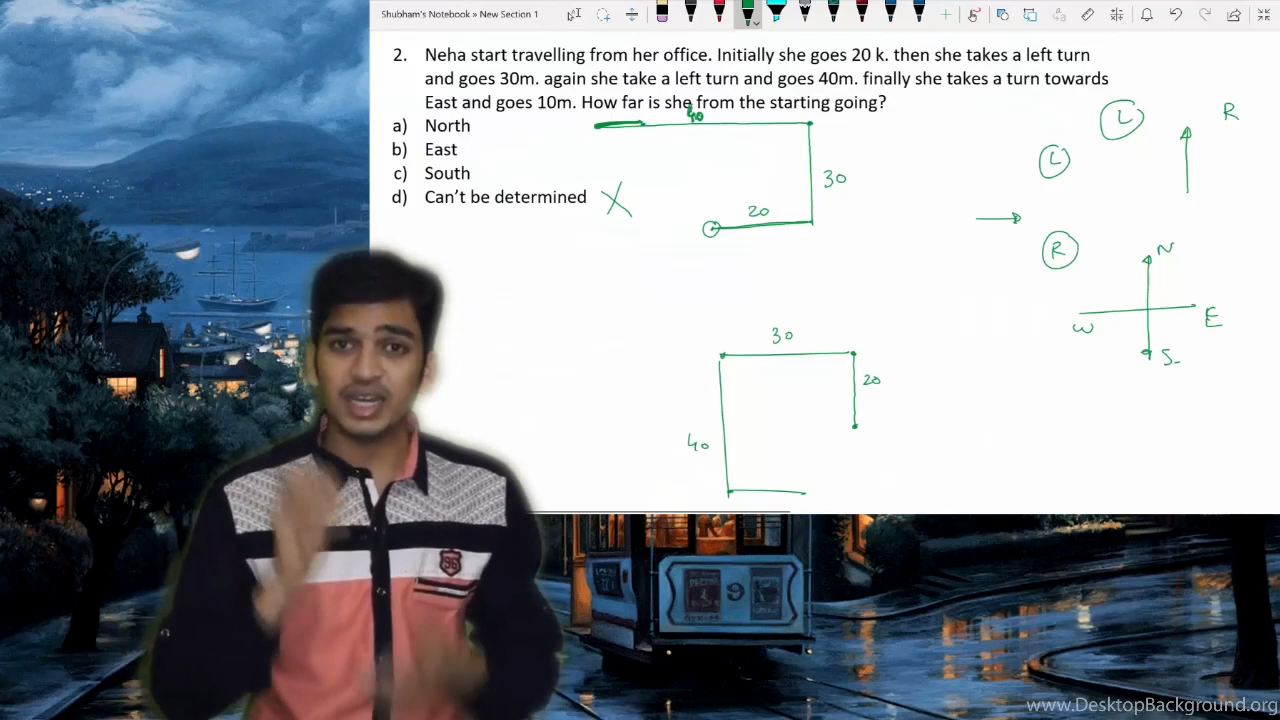 Shubham's Notebook » New Section 1
2. Neha start travelling from her office. Initially she goes 20 k. then she takes a left turn
and goes 30m. again she take a left turn and goes 40m. finally she takes a turn towards
East and goes 10m. How far is she from the starting going?
a) North
b) East
c) South
d) Can't be determined
40
30
20
L
R
L
R
N
W
E
S
30
20
40
9
www.DesktopBackground.org